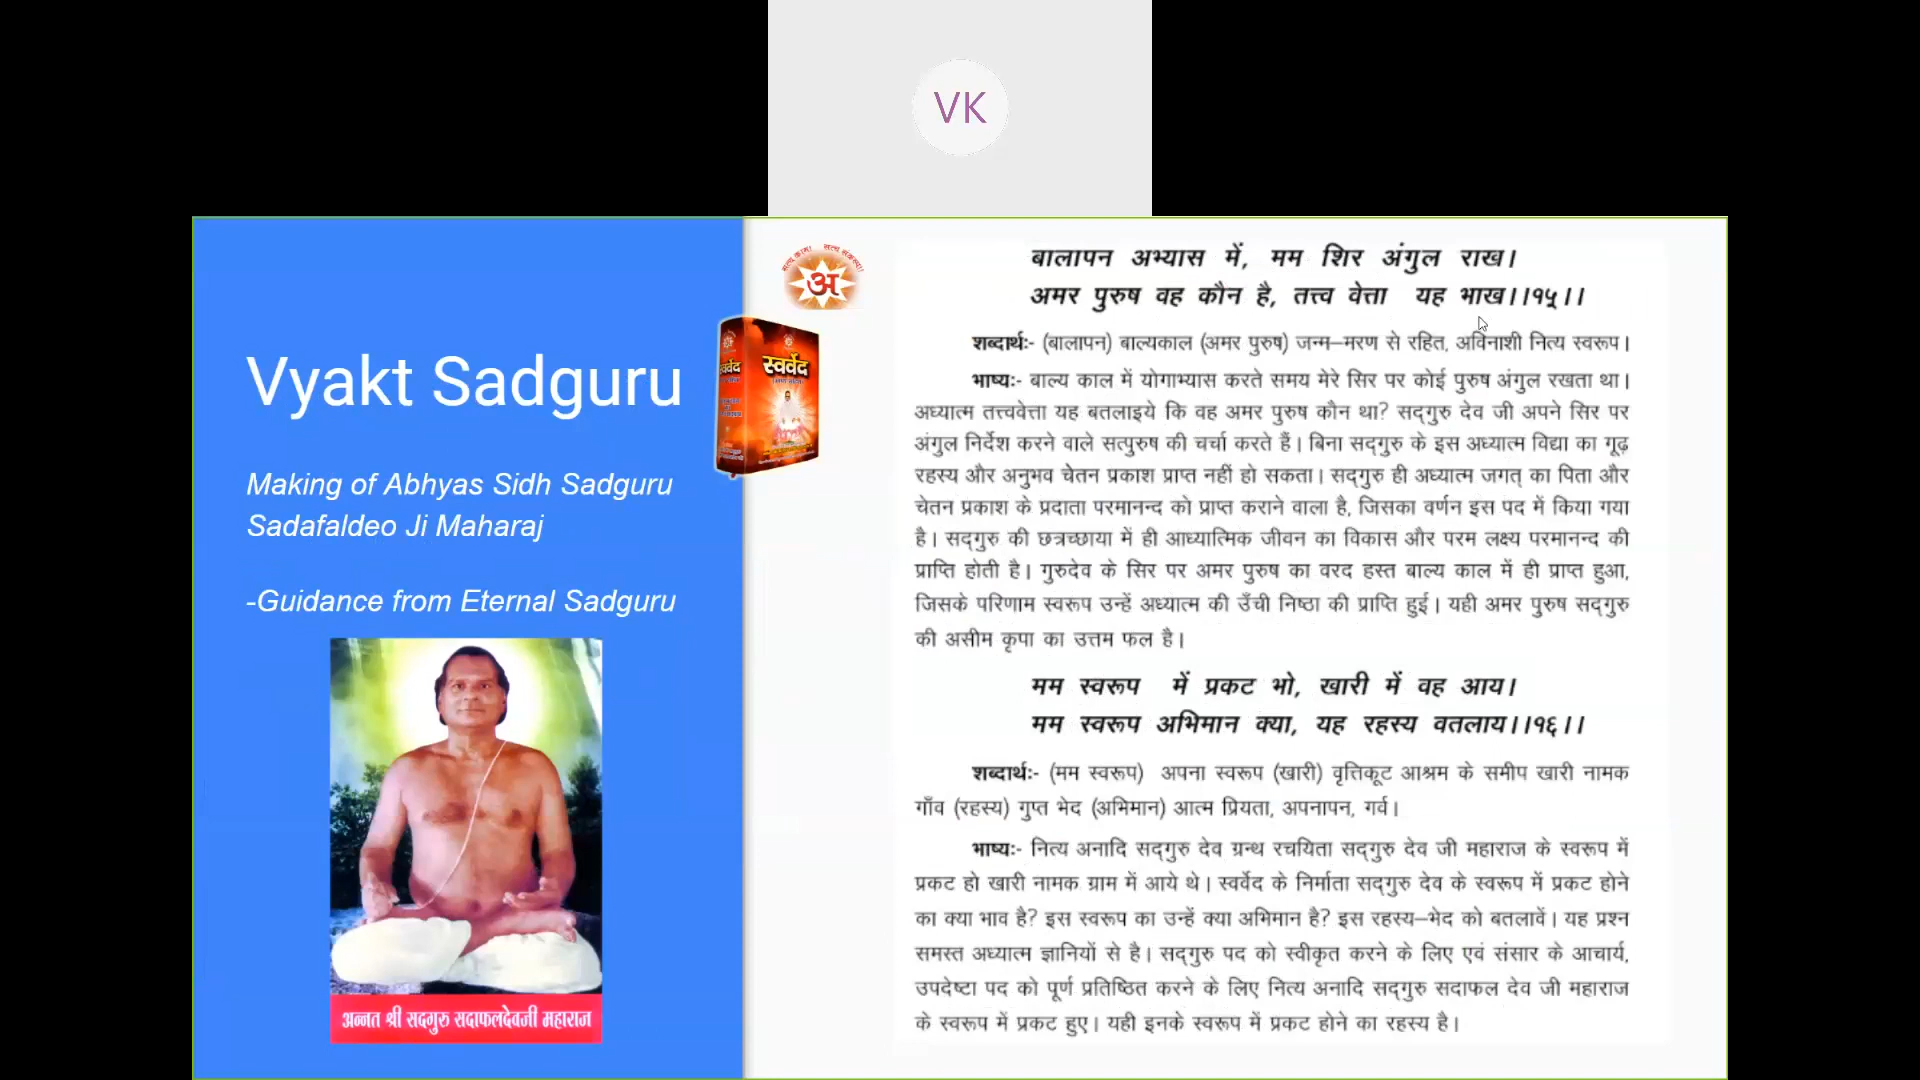 VK
Vyakt Sadguru
Making of Abhyas Sidh Sadguru
Sadafaldeo Ji Maharaj
-Guidance from Eternal Sadguru
अनन्त श्री सद्गुरु सदाफलदेवजी महाराज
अ
स्वर्वेद
स्वर्वेद
बालापन अभ्यास में, मम शिर अंगुल राख।
अमर पुरुष वह कौन है, तत्त्व वेत्ता यह भाख।।१५।।
शब्दार्थः- (बालापन) बाल्यकाल (अमर पुरुष) जन्म–मरण से रहित, अविनाशी नित्य स्वरूप।
भाष्यः- बाल्य काल में योगाभ्यास करते समय मेरे सिर पर कोई पुरुष अंगुल रखता था।
अध्यात्म तत्त्ववेत्ता यह बतलाइये कि वह अमर पुरुष कौन था? सद्गुरु देव जी अपने सिर पर
अंगुल निर्देश करने वाले सत्पुरुष की चर्चा करते हैं। बिना सद्गुरु के इस अध्यात्म विद्या का गूढ़
रहस्य और अनुभव चेतन प्रकाश प्राप्त नहीं हो सकता। सद्गुरु ही अध्यात्म जगत् का पिता और
चेतन प्रकाश के प्रदाता परमानन्द को प्राप्त कराने वाला है, जिसका वर्णन इस पद में किया गया
है। सद्गुरु की छत्रच्छाया में ही आध्यात्मिक जीवन का विकास और परम लक्ष्य परमानन्द की
प्राप्ति होती है। गुरुदेव के सिर पर अमर पुरुष का वरद हस्त बाल्य काल में ही प्राप्त हुआ,
जिसके परिणाम स्वरूप उन्हें अध्यात्म की उँची निष्ठा की प्राप्ति हुई। यही अमर पुरुष सद्गुरु
की असीम कृपा का उत्तम फल है।
मम स्वरूप में प्रकट भो, खारी में वह आय।
मम स्वरूप अभिमान क्या, यह रहस्य वतलाय।।१६।।
शब्दार्थः- (मम स्वरूप) अपना स्वरूप (खारी) वृत्तिकूट आश्रम के समीप खारी नामक
गाँव (रहस्य) गुप्त भेद (अभिमान) आत्म प्रियता, अपनापन, गर्व।
भाष्यः- नित्य अनादि सद्गुरु देव ग्रन्थ रचयिता सद्गुरु देव जी महाराज के स्वरूप में
प्रकट हो खारी नामक ग्राम में आये थे। स्वर्वेद के निर्माता सद्गुरु देव के स्वरूप में प्रकट होने
का क्या भाव है? इस स्वरूप का उन्हें क्या अभिमान है? इस रहस्य–भेद को बतलावें। यह प्रश्न
समस्त अध्यात्म ज्ञानियों से है। सद्गुरु पद को स्वीकृत करने के लिए एवं संसार के आचार्य,
उपदेष्टा पद को पूर्ण प्रतिष्ठित करने के लिए नित्य अनादि सद्गुरु सदाफल देव जी महाराज
के स्वरूप में प्रकट हुए। यही इनके स्वरूप में प्रकट होने का रहस्य है।